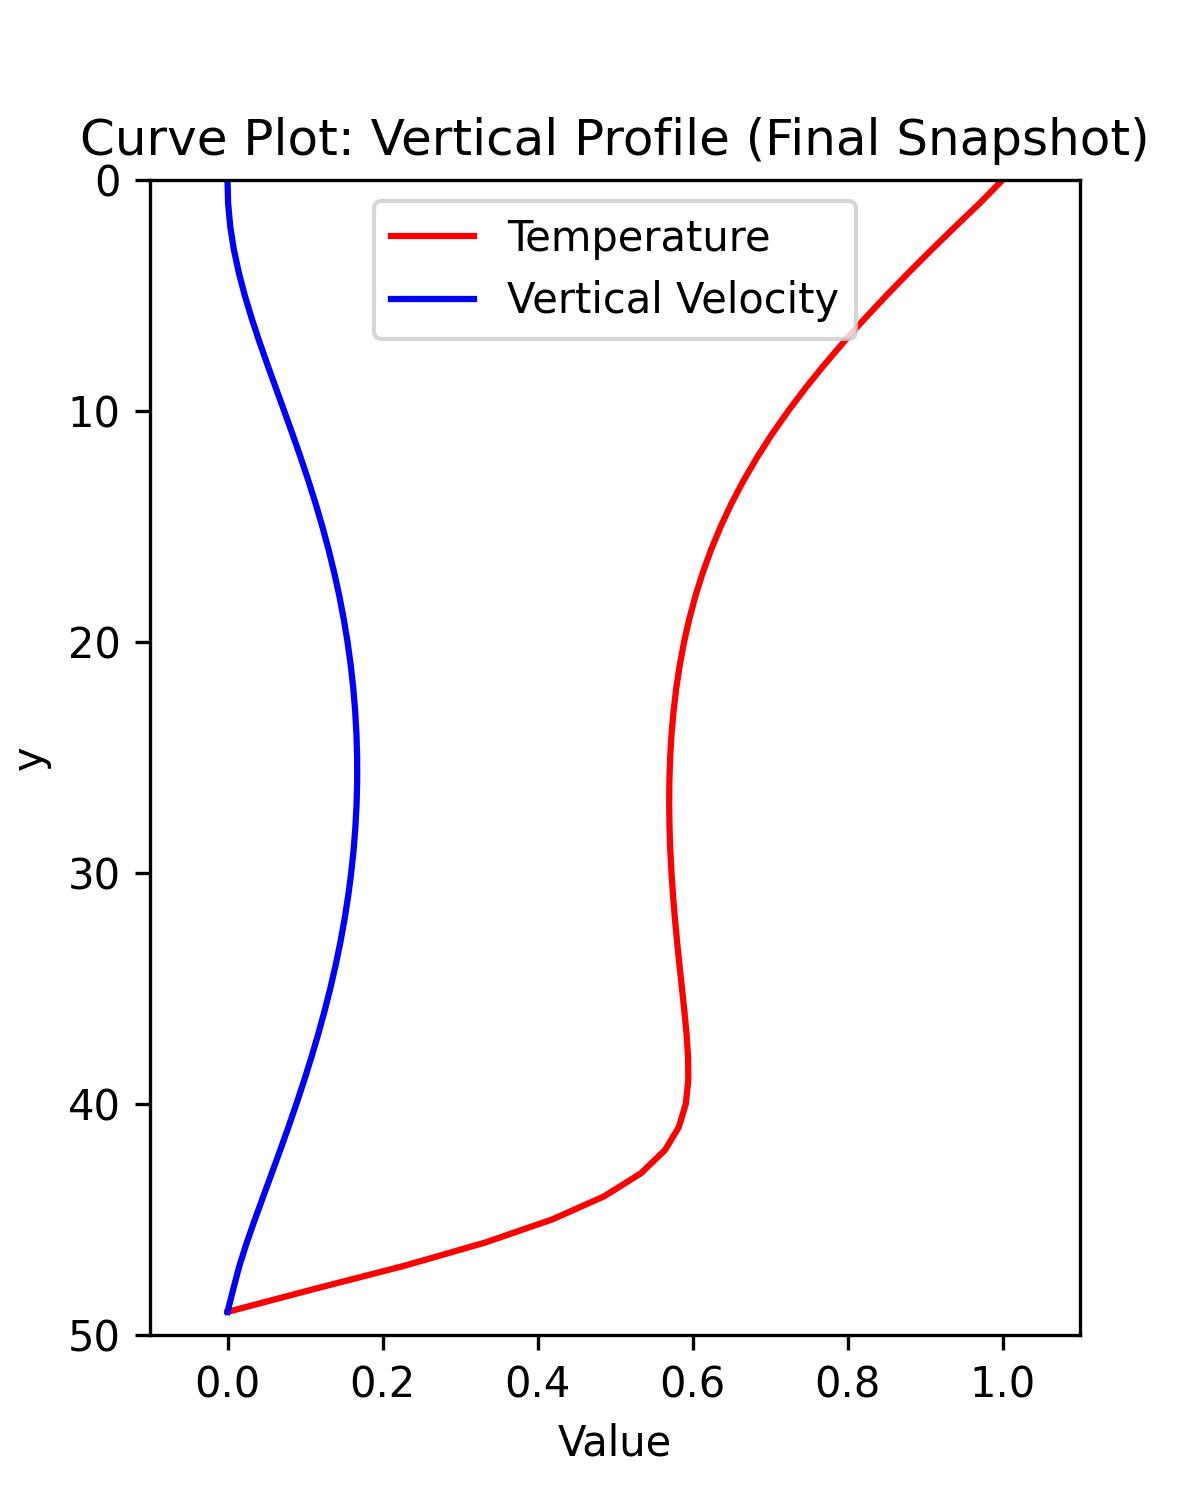 Curve Plot: Vertical Profile (Final Snapshot)
Temperature
Vertical Velocity
y
0
10
20
30
40
50
0.0 0.2 0.4 0.6 0.8 1.0
Value